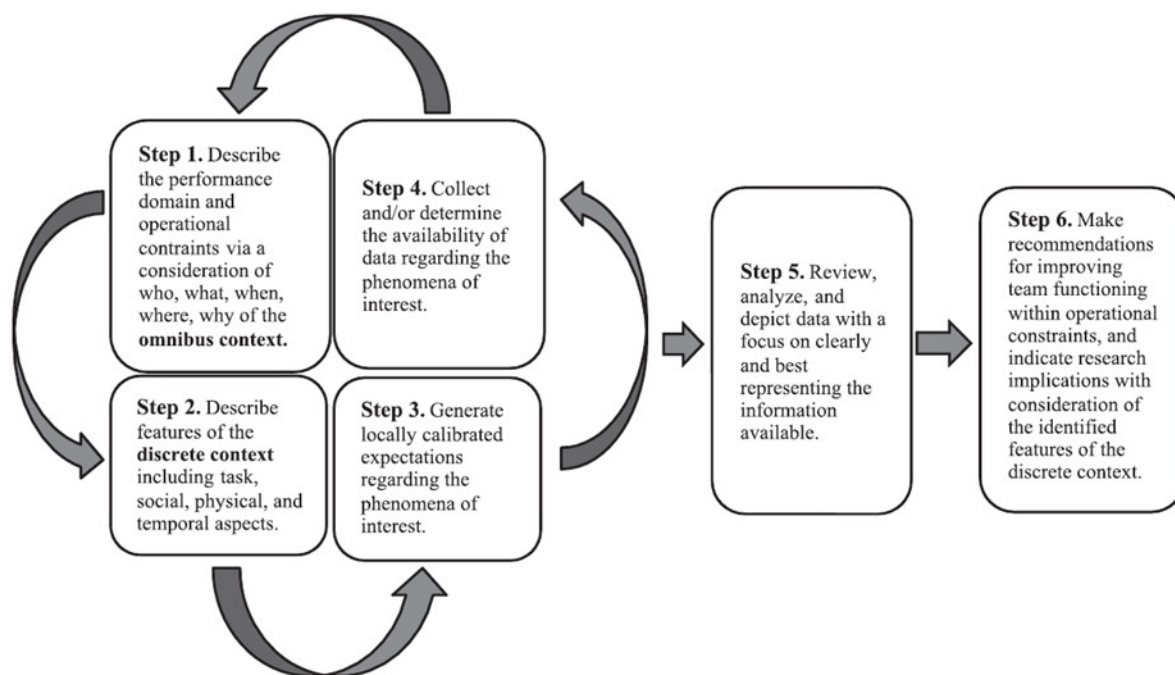 Step 1. Describe
the performance
domain and
operational
contraints via a
consideration of
who, what, when,
where, why of the
omnibus context.
Step 2. Describe
features of the
discrete context
including task,
social, physical, and
temporal aspects.
Step 3. Generate
locally calibrated
expectations
regarding the
phenomena of
interest.
Step 4. Collect
and/or determine
the availability of
data regarding the
phenomena of
interest.
Step 5. Review,
analyze, and
depict data with a
focus on clearly
and best
representing the
information
available.
Step 6. Make
recommendations
for improving
team functioning
within operational
constraints, and
indicate research
implications with
consideration of
the identified
features of the
discrete context.